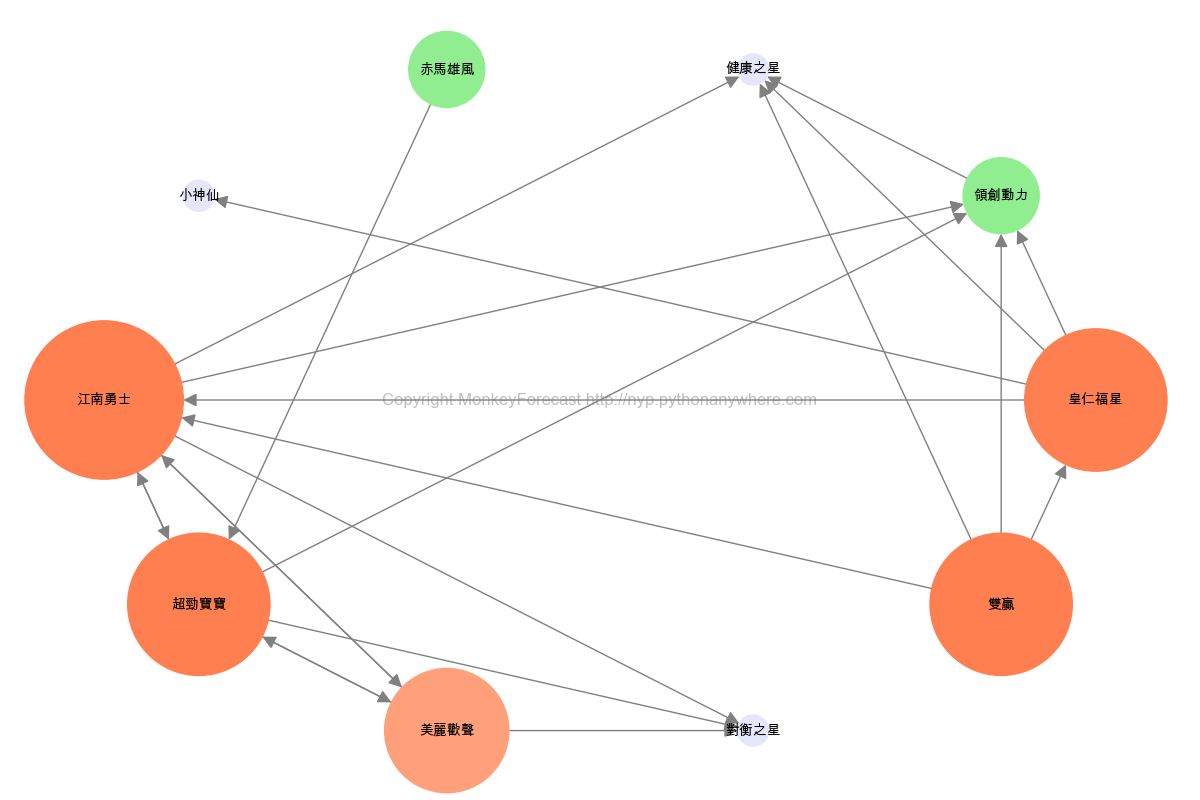 赤馬雄風
健康之星
小神仙
領創動力
江南勇士
Copyright MonkeyForecast http://nyp.pythonanywhere.com
皇仁福星
超勁寶寶
雙贏
美麗歡聲
對衡之星